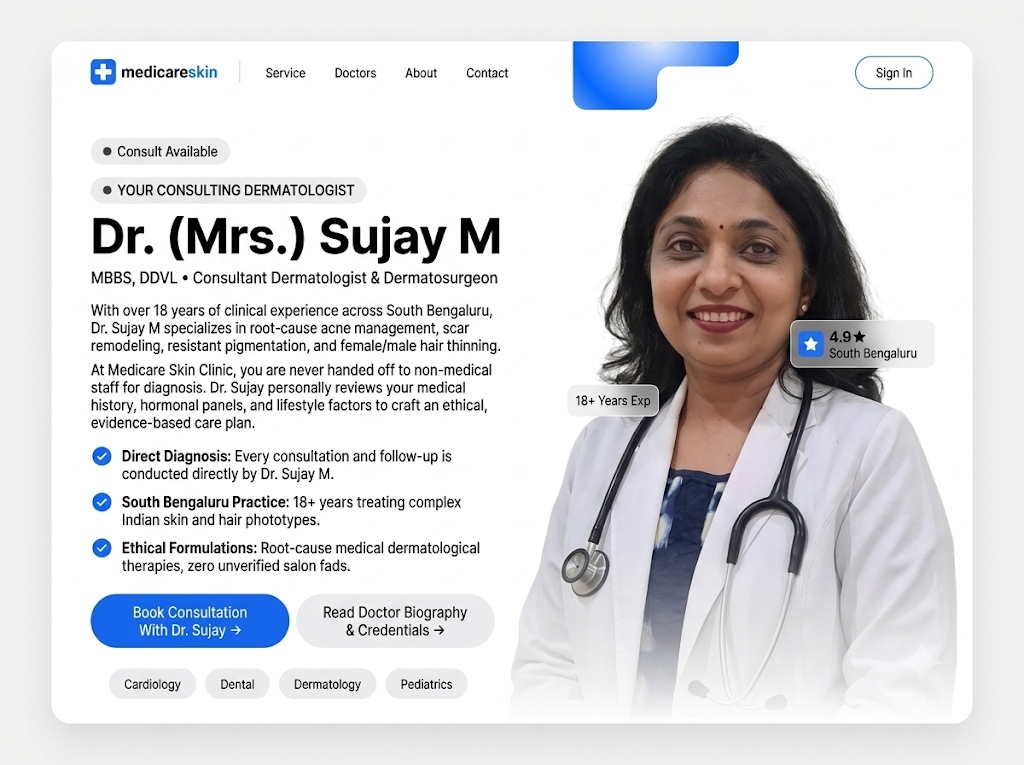 medicareskin
Service
Doctors
About
Contact
Sign In
Consult Available
YOUR CONSULTING DERMATOLOGIST
Dr. (Mrs.) Sujay M
MBBS, DDVL • Consultant Dermatologist & Dermatosurgeon
With over 18 years of clinical experience across South Bengaluru,
Dr. Sujay M specializes in root-cause acne management, scar
remodeling, resistant pigmentation, and female/male hair thinning.
At Medicare Skin Clinic, you are never handed off to non-medical
staff for diagnosis. Dr. Sujay personally reviews your medical
history, hormonal panels, and lifestyle factors to craft an ethical,
evidence-based care plan.
Direct Diagnosis: Every consultation and follow-up is
conducted directly by Dr. Sujay M.
South Bengaluru Practice: 18+ years treating complex
Indian skin and hair phototypes.
Ethical Formulations: Root-cause medical dermatological
therapies, zero unverified salon fads.
Book Consultation
With Dr. Sujay →
Read Doctor Biography
& Credentials →
Cardiology
Dental
Dermatology
Pediatrics
4.9★
South Bengaluru
18+ Years Exp